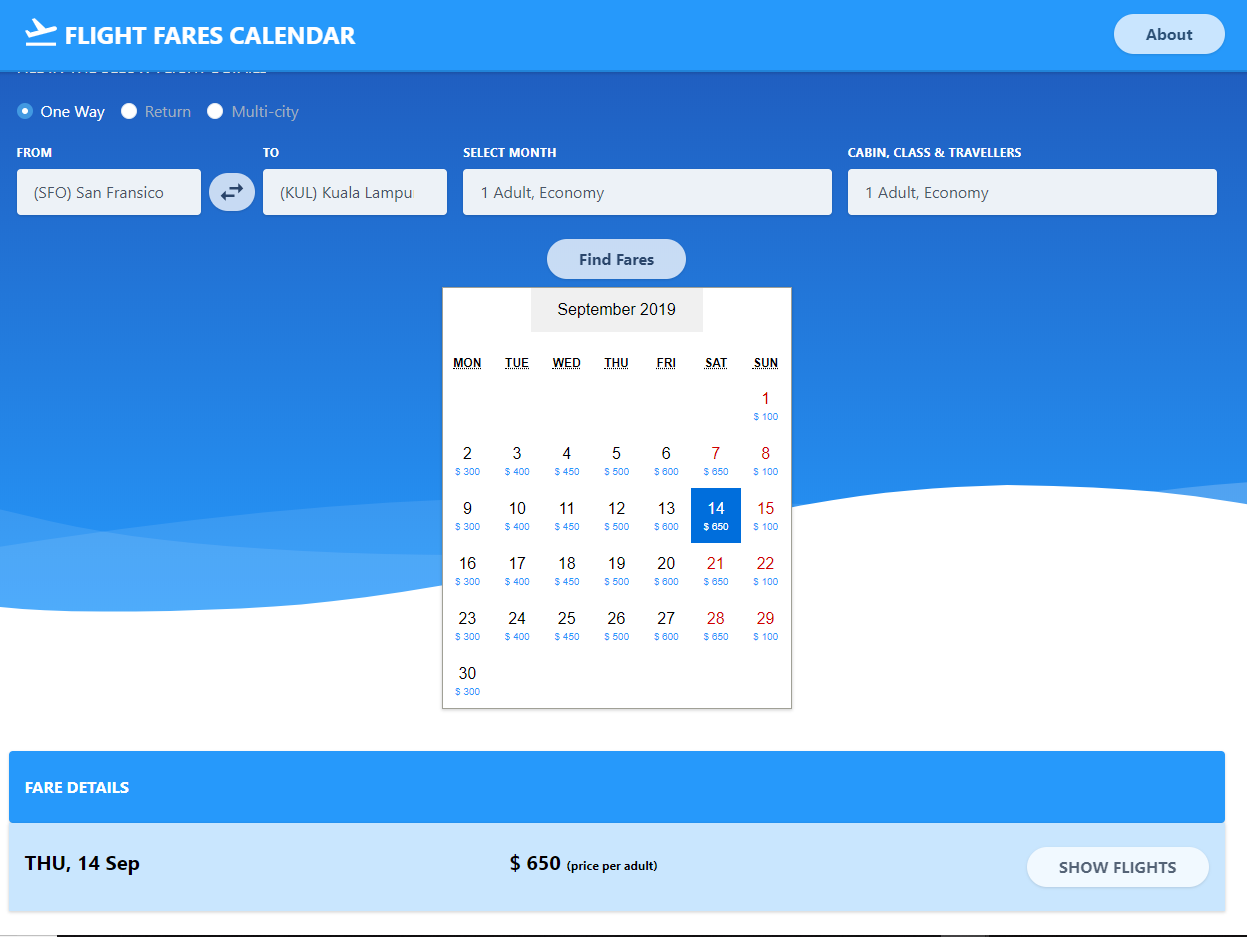 FLIGHT FARES CALENDAR
About
One Way Return Multi-city
FROM TO SELECT MONTH CABIN, CLASS & TRAVELLERS
(SFO) San Fransico (KUL) Kuala Lampu 1 Adult, Economy 1 Adult, Economy
Find Fares
September 2019
MON TUE WED THU FRI SAT SUN
1
$ 100
2 3 4 5 6 7 8
$ 300 $ 400 $ 450 $ 500 $ 600 $ 650 $ 100
9 10 11 12 13 14 15
$ 300 $ 400 $ 450 $ 500 $ 600 $ 650 $ 100
16 17 18 19 20 21 22
$ 300 $ 400 $ 450 $ 500 $ 600 $ 650 $ 100
23 24 25 26 27 28 29
$ 300 $ 400 $ 450 $ 500 $ 600 $ 650 $ 100
30
$ 300
FARE DETAILS
THU, 14 Sep $ 650 (price per adult) SHOW FLIGHTS